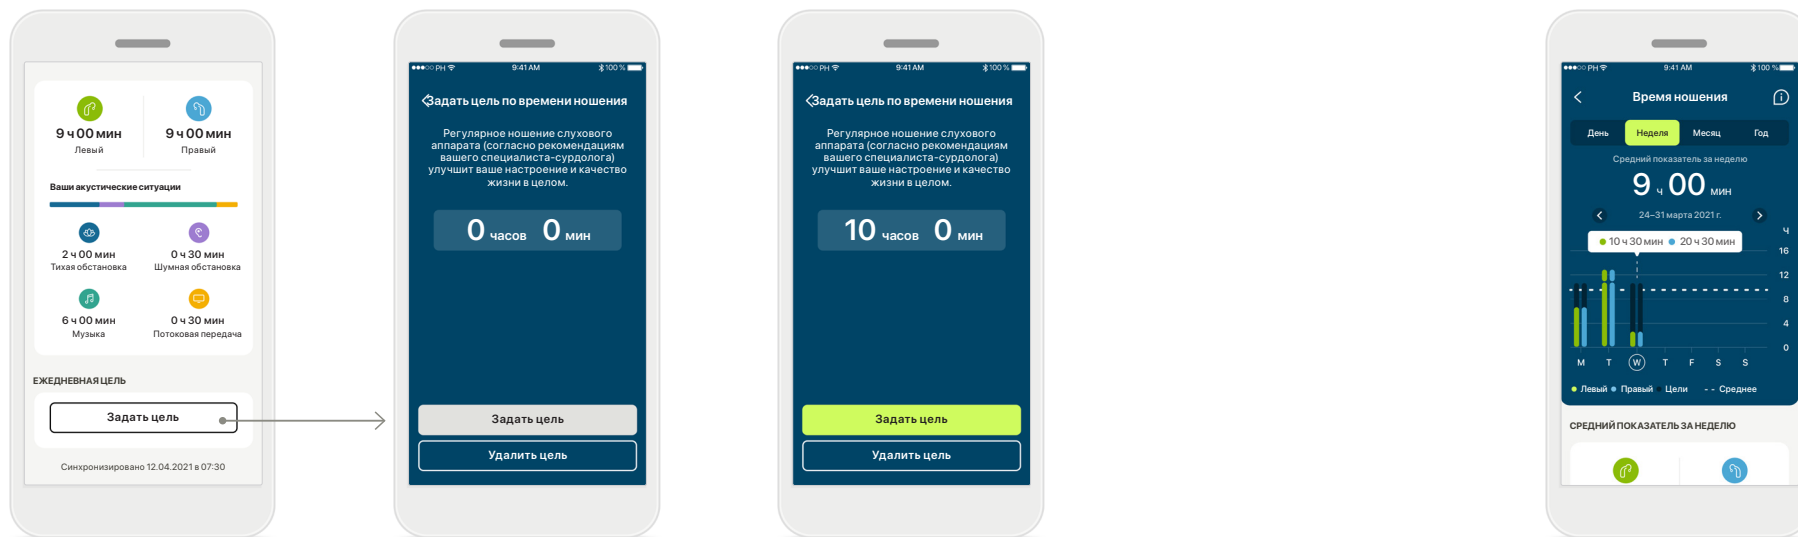 9 ч 00 мин
Левый
9 ч 00 мин
Правый
Ваши акустические ситуации
2 ч 00 мин
Тихая обстановка
0 ч 30 мин
Шумная обстановка
6 ч 00 мин
Музыка
0 ч 30 мин
Потоковая передача
ЕЖЕДНЕВНАЯ ЦЕЛЬ
Задать цель
Синхронизировано 12.04.2021 в 07:30
PH 9:41 AM 100 %
Задать цель по времени ношения
Регулярное ношение слухового
аппарата (согласно рекомендациям
вашего специалиста-сурдолога)
улучшит ваше настроение и качество
жизни в целом.
0 часов 0 мин
Задать цель
Удалить цель
PH 9:41 AM 100 %
Задать цель по времени ношения
Регулярное ношение слухового
аппарата (согласно рекомендациям
вашего специалиста-сурдолога)
улучшит ваше настроение и качество
жизни в целом.
10 часов 0 мин
Задать цель
Удалить цель
PH 9:41 AM 100 %
Время ношения
День Неделя Месяц Год
Средний показатель за неделю
9 ч 00 мин
24–31 марта 2021 г.
Ч
10 ч 30 мин 20 ч 30 мин
16
12
8
4
0
M T W T F S S
Левый Правый Цели - - Среднее
СРЕДНИЙ ПОКАЗАТЕЛЬ ЗА НЕДЕЛЮ